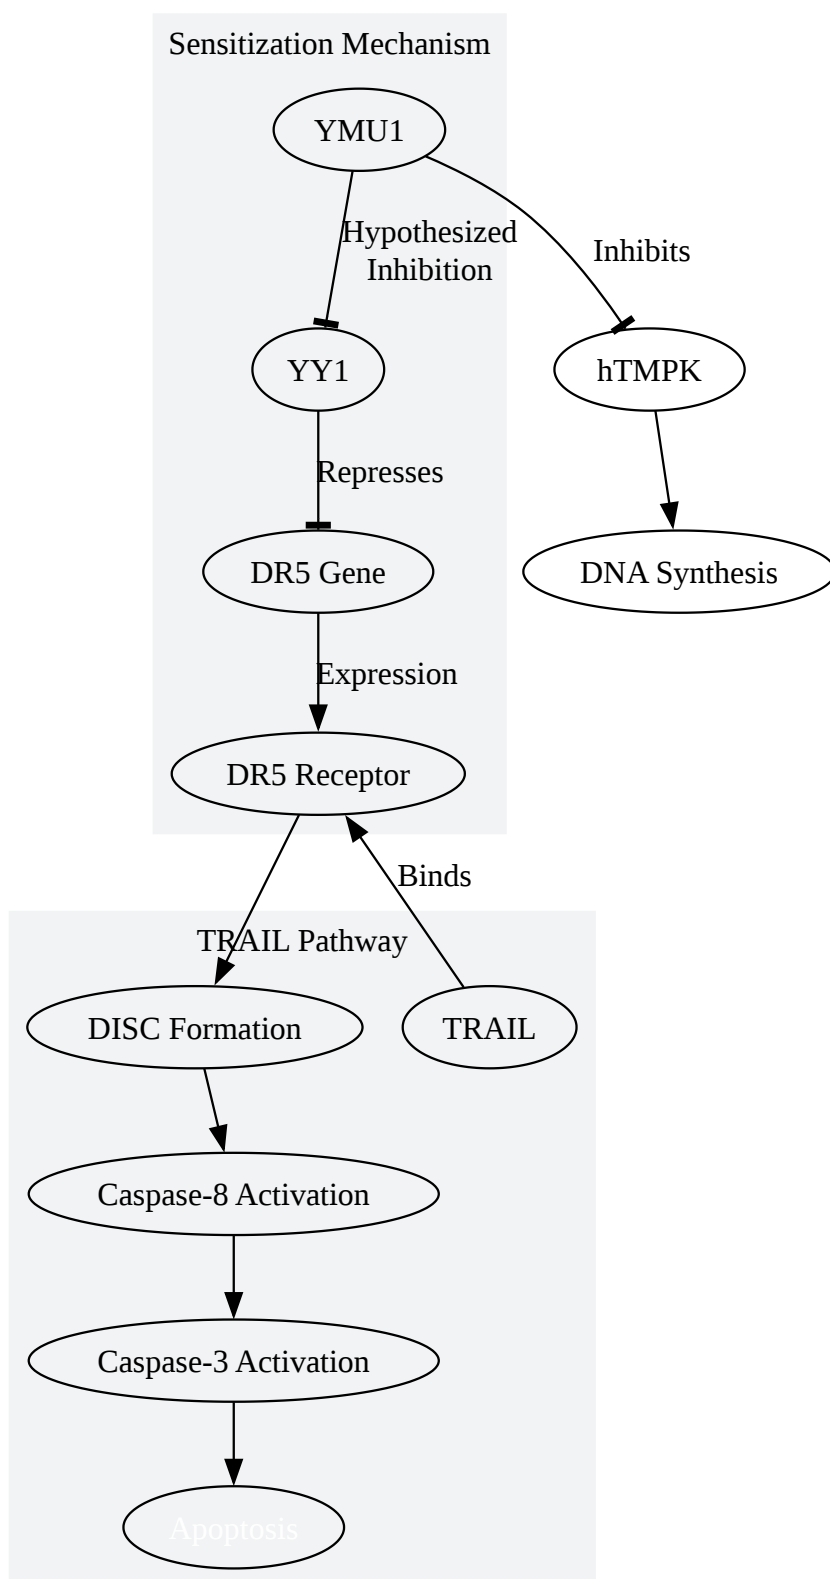 Sensitization Mechanism
YMU1
Hypothesized
Inhibition
Inhibits
YY1
hTMPK
Represses
DR5 Gene
DNA Synthesis
Expression
DR5 Receptor
Binds
TRAIL Pathway
DISC Formation
TRAIL
Caspase-8 Activation
Caspase-3 Activation
Apoptosis